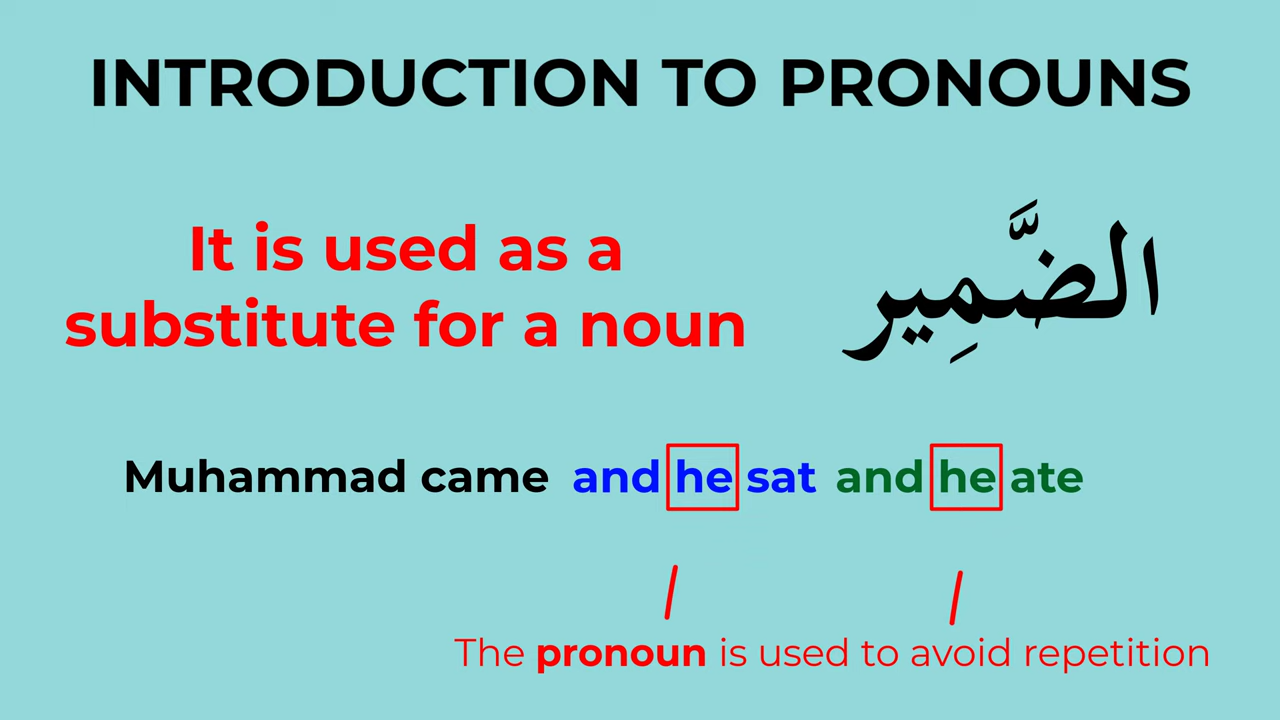 INTRODUCTION TO PRONOUNS
It is used as a
substitute for a noun
الضَّمِير
Muhammad came and he sat and he ate
The pronoun is used to avoid repetition